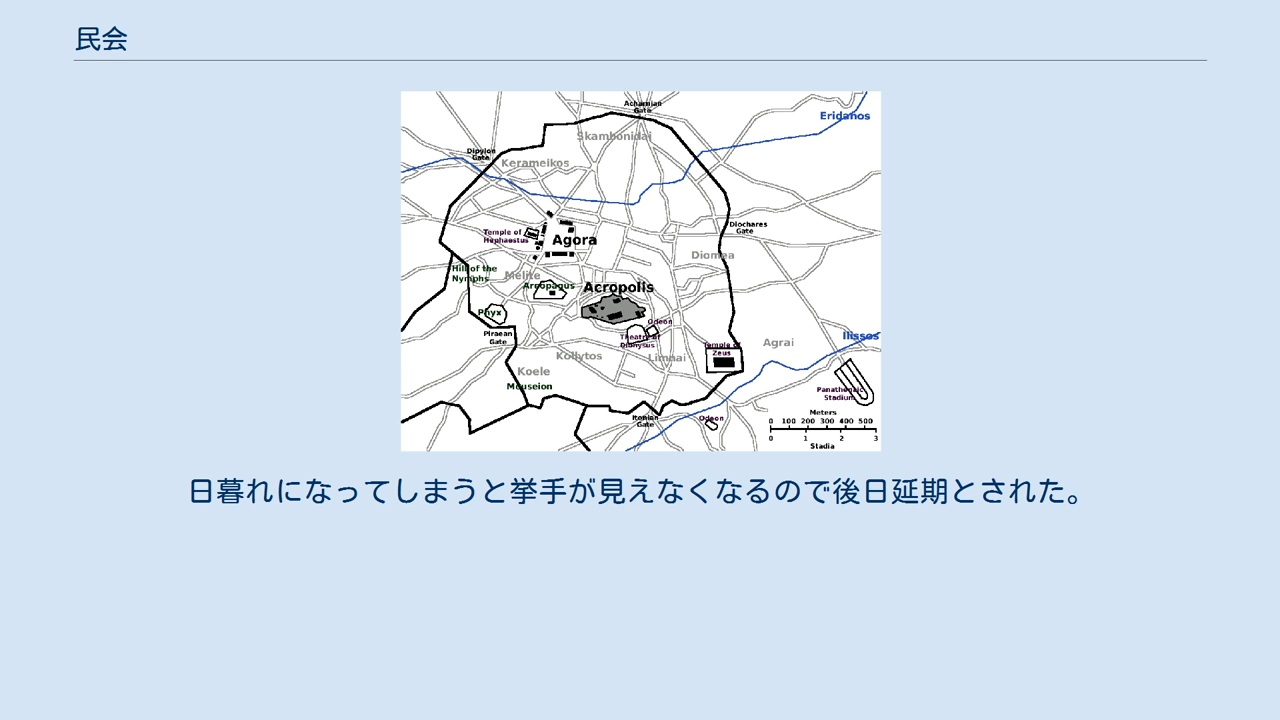 民会
Acharnian
Gate
Eridanos
Skambonidai
Dipylon
Gate
Kerameikos
Diochares
Gate
Temple of
Hephaestus
Agora
Diomea
Hill of the
Nymphs
Melite
Areopagus
Acropolis
Pnyx
Odeon
Piraean
Gate
Theatre of
Dionysus
Ilissos
Temple of
Zeus
Agrai
Kollytos
Limnai
Koele
Mouseion
Panathenaic
Stadium
Itonian
Gate
Odeon
Meters
0 100 200 300 400 500
0 1 2 3
Stadia
日暮れになってしまうと挙手が見えなくなるので後日延期とされた。